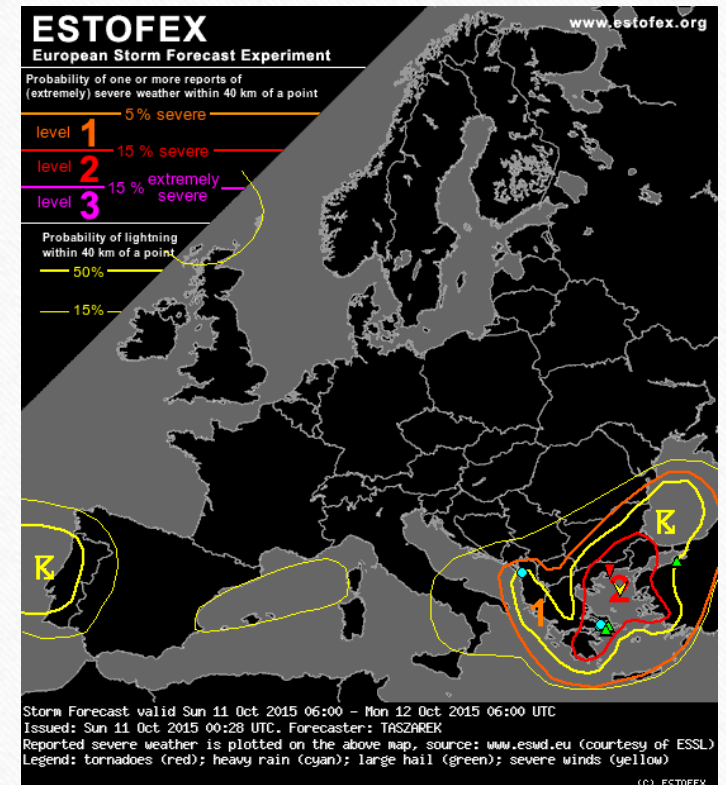 ESTOFEX
www.estofex.org
European Storm Forecast Experiment
Probability of one or more reports of
(extremely) severe weather within 40 km of a point
5% severe
level 1
15 % severe
level 2
15 % extremely severe
level 3
Probability of lightning
within 40 km of a point
50%
15%
2
1
Storm Forecast valid Sun 11 Oct 2015 06:00 - Mon 12 Oct 2015 06:00 UTC
Issued: Sun 11 Oct 2015 00:28 UTC. Forecaster: TASZAREK
Reported severe weather is plotted on the above map, source: www.eswd.eu (courtesy of ESSL)
Legend: tornadoes (red); heavy rain (cyan); large hail (green); severe winds (yellow)
(C) ESTOFEX